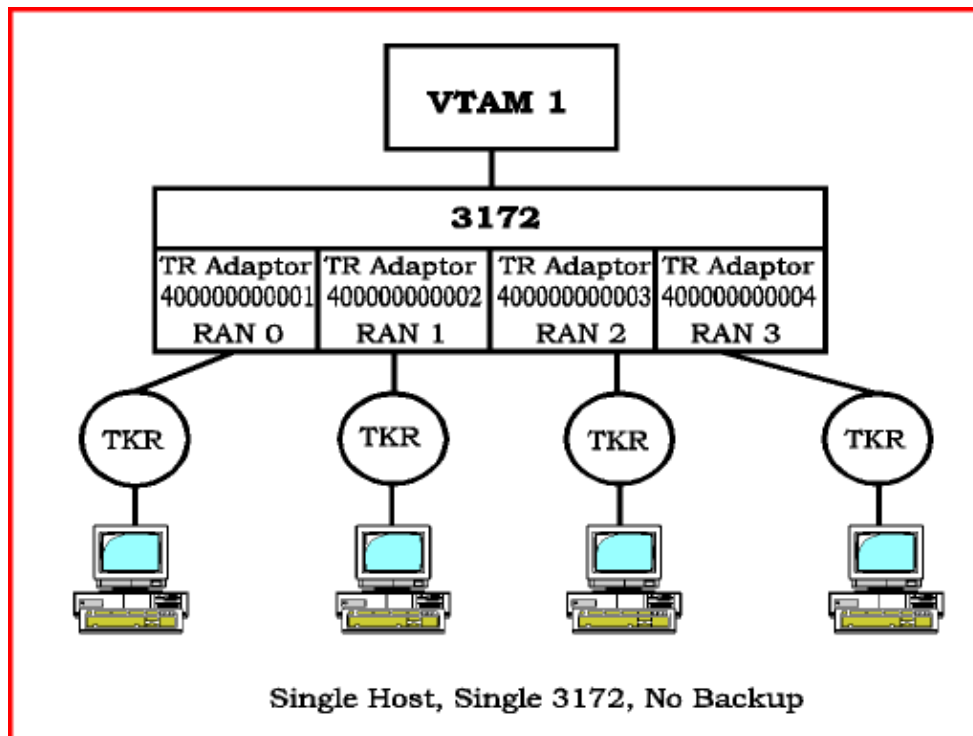 VTAM 1
3172
TR Adaptor TR Adaptor TR Adaptor TR Adaptor
400000000001 400000000002 400000000003 400000000004
RAN 0 RAN 1 RAN 2 RAN 3
TKR TKR TKR TKR
Single Host, Single 3172, No Backup